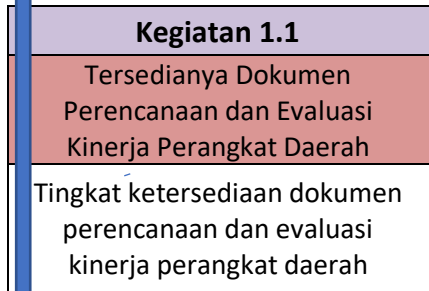 Kegiatan 1.1
Tersedianya Dokumen
Perencanaan dan Evaluasi
Kinerja Perangkat Daerah
Tingkat ketersediaan dokumen
perencanaan dan evaluasi
kinerja perangkat daerah